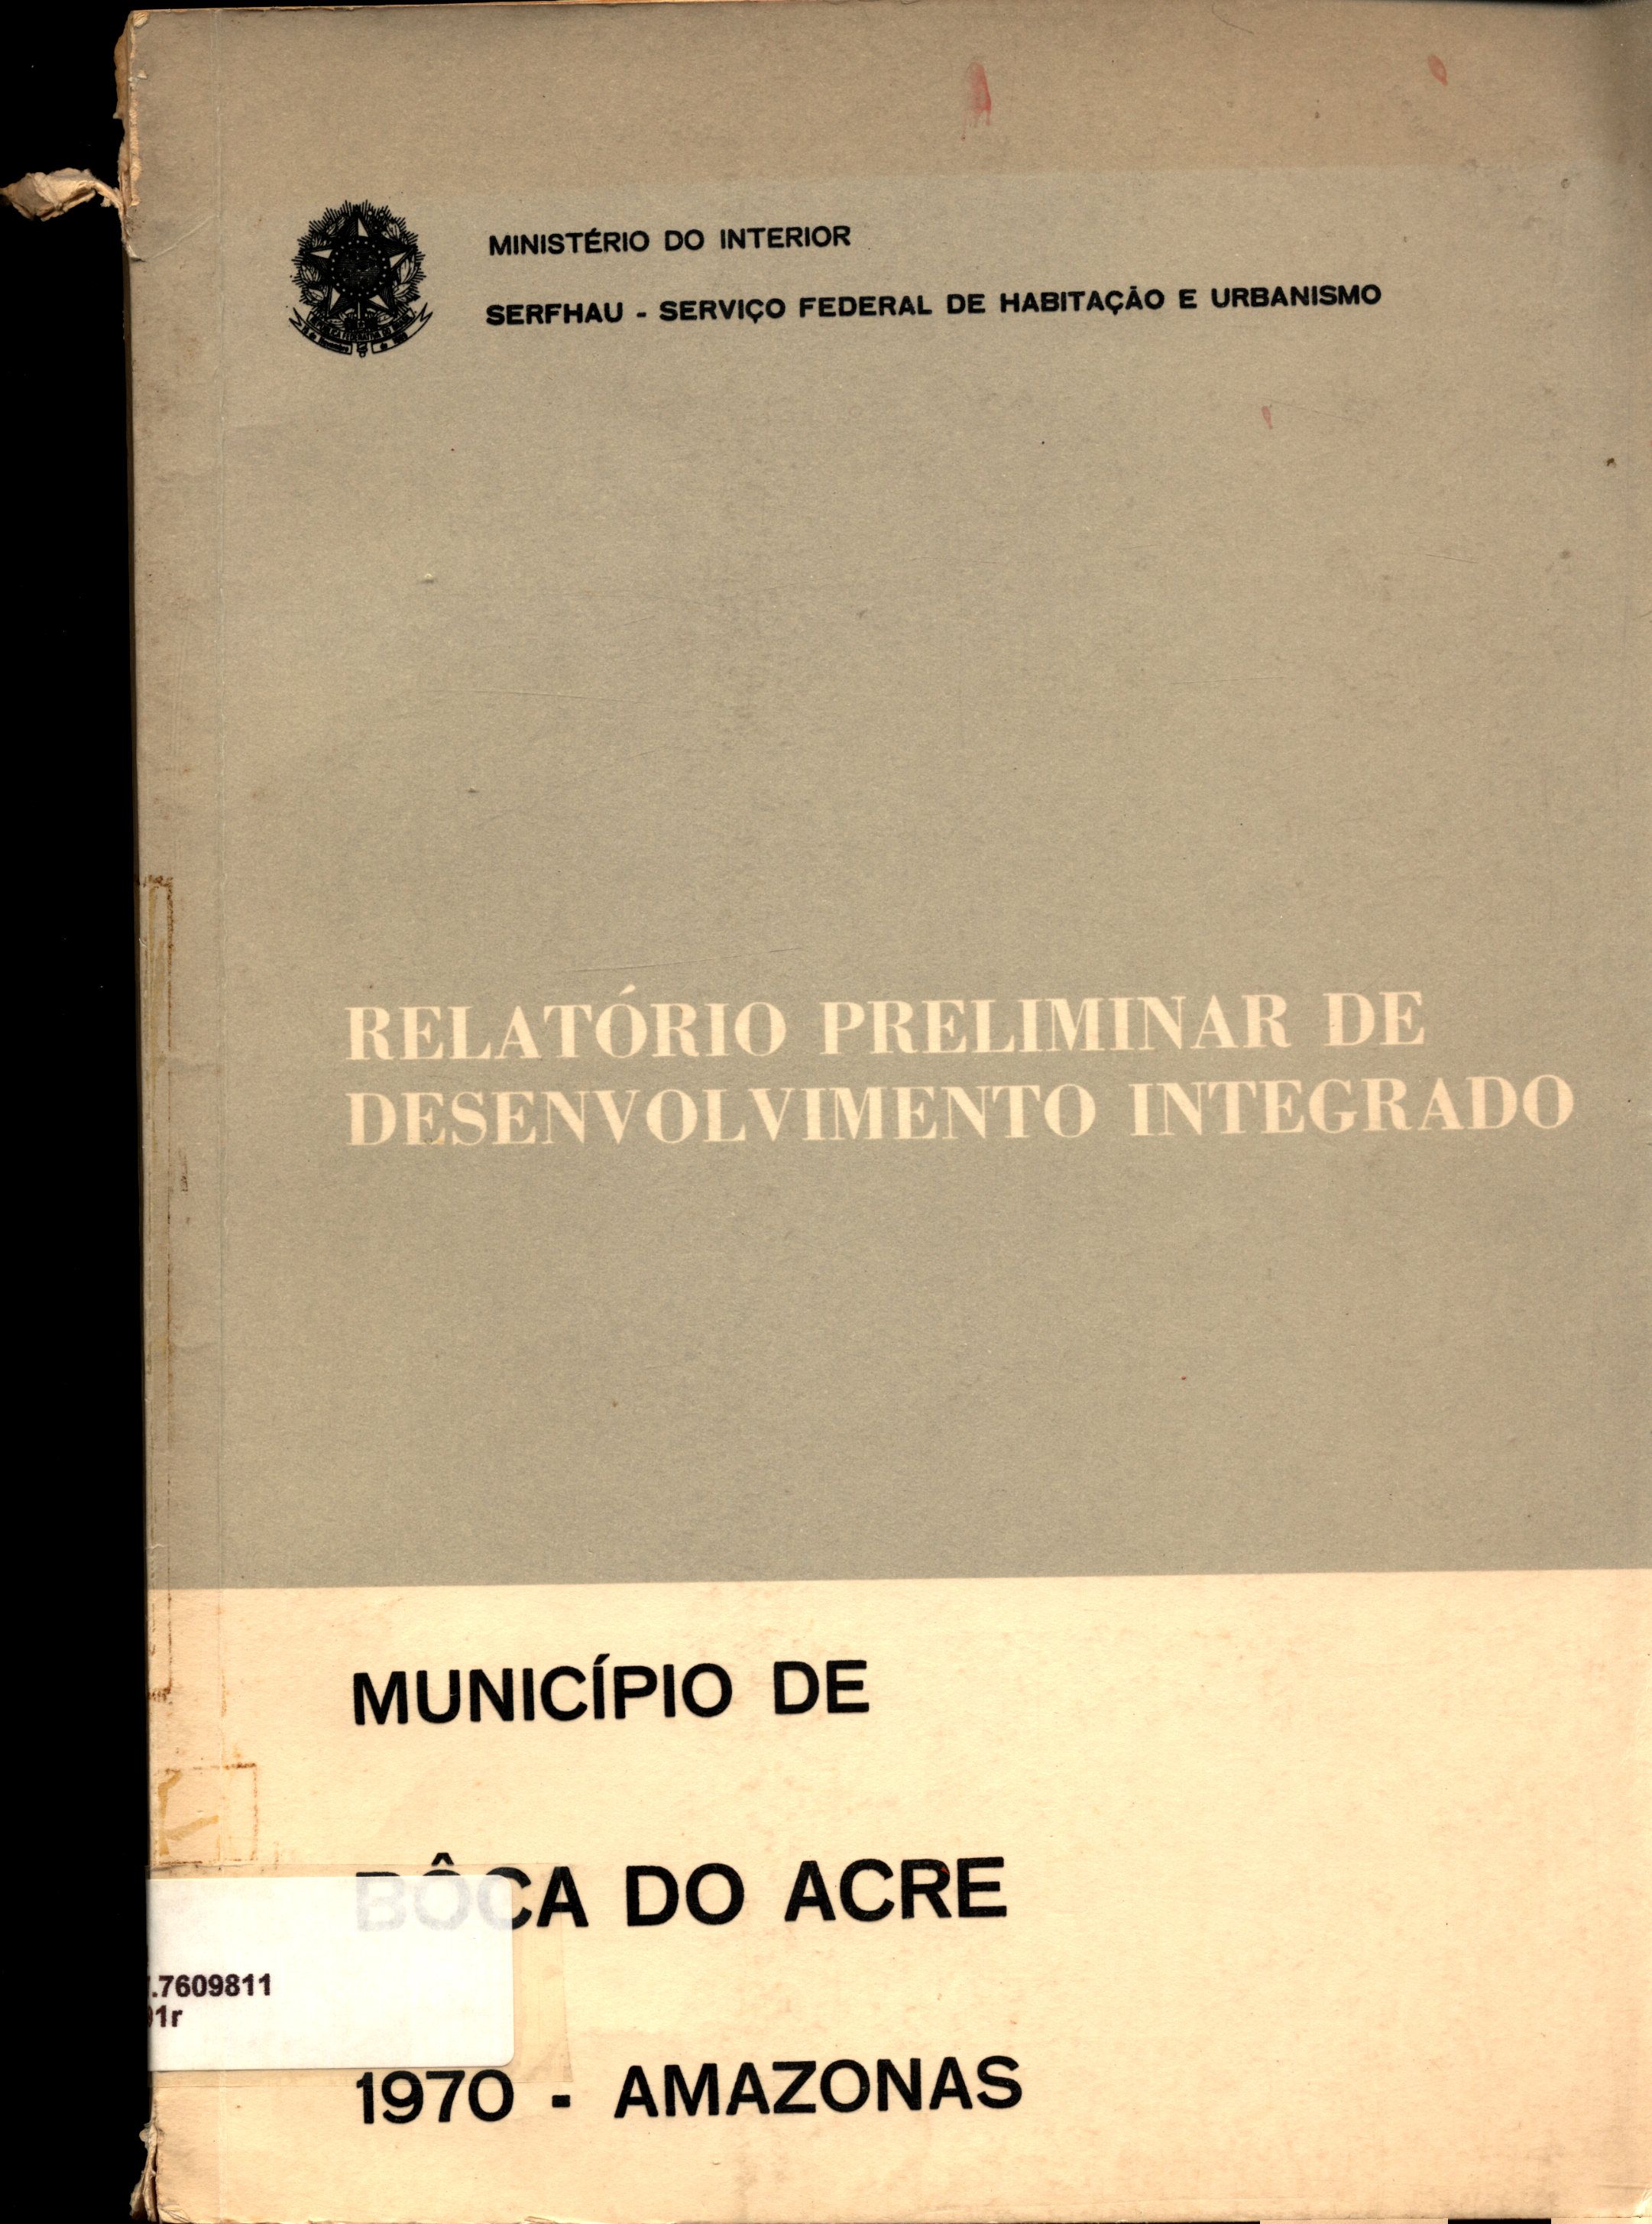 MINISTÉRIO DO INTERIOR
SERFHAU - SERVIÇO FEDERAL DE HABITAÇÃO E URBANISMO
RELATÓRIO PRELIMINAR DE
DESENVOLVIMENTO INTEGRADO
MUNICÍPIO DE
BÔCA DO ACRE
.7609811
1r
1970 - AMAZONAS